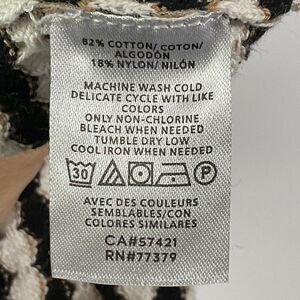 82% COTTON/ COTON/
ALGODÓN
18% NYLON/ NILÓN
MACHINE WASH COLD
DELICATE CYCLE WITH LIKE
COLORS
ONLY NON-CHLORINE
BLEACH WHEN NEEDED
TUMBLE DRY LOW
COOL IRON WHEN NEEDED
30 P
AVEC DES COULEURS
SEMBLABLES/CON
COLORES SIMILARES
CA#57421
RN#77379